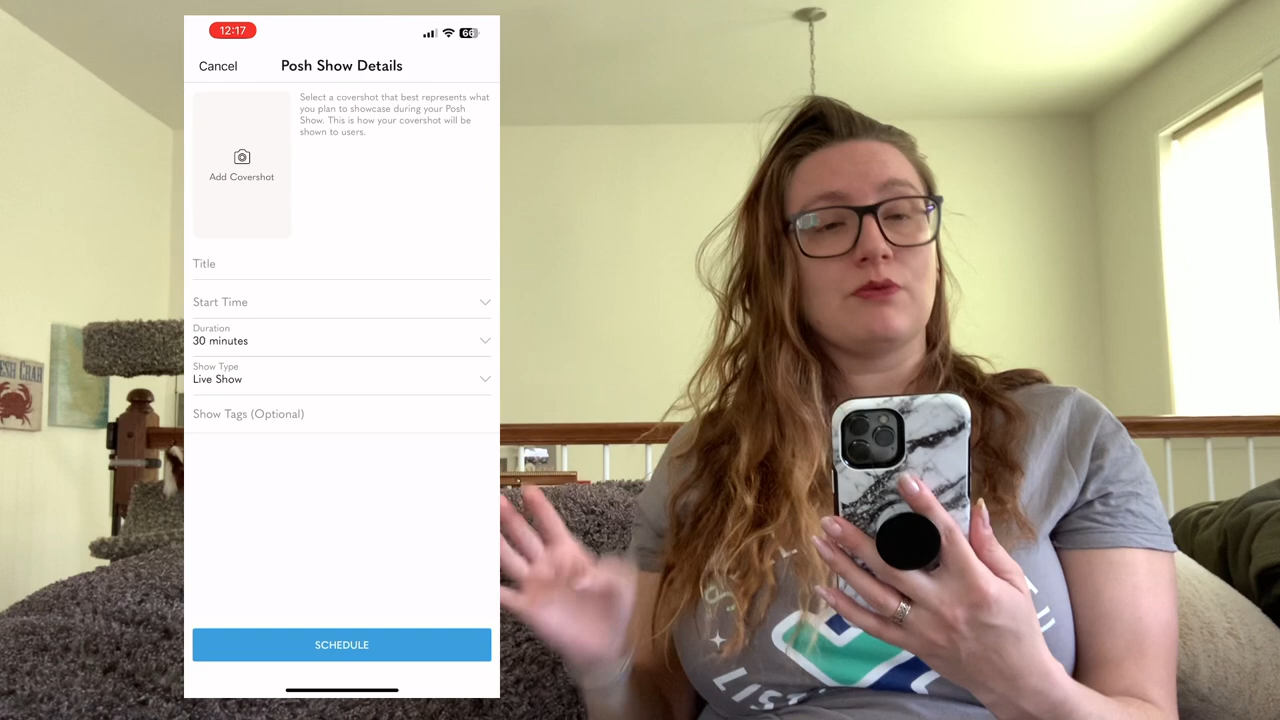 12:17
66
Cancel
Posh Show Details
Select a covershot that best represents what
you plan to showcase during your Posh
Show. This is how your covershot will be
shown to users.
Add Covershot
Title
Start Time
Duration
30 minutes
Show Type
Live Show
Show Tags (Optional)
SCHEDULE
CRAB
LIST